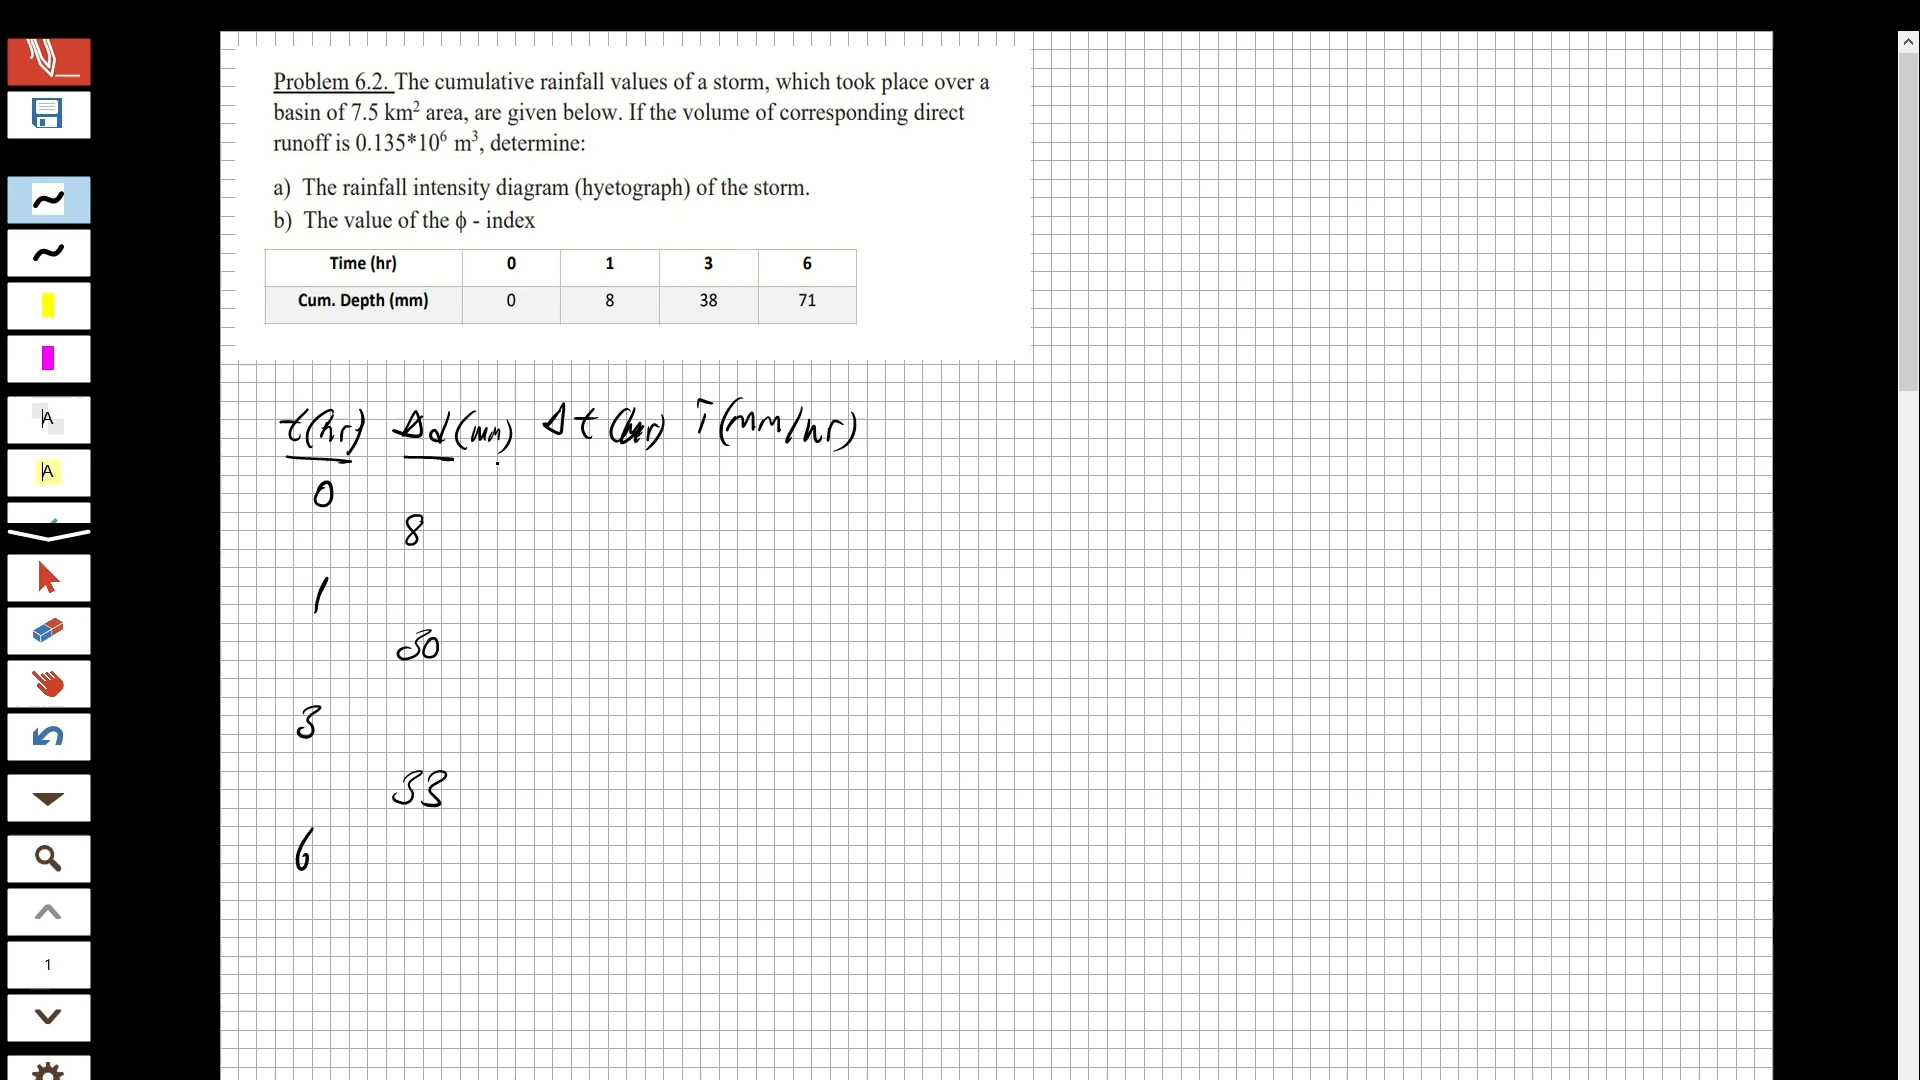 Problem 6.2. The cumulative rainfall values of a storm, which took place over a
basin of 7.5 km² area, are given below. If the volume of corresponding direct
runoff is 0.135*10⁶ m³, determine:
a) The rainfall intensity diagram (hyetograph) of the storm.
b) The value of the ϕ - index
Time (hr) 0 1 3 6
Cum. Depth (mm) 0 8 38 71
t(hr) Δd(mm) Δt(hr) i(mm/hr)
0
8
1
30
3
33
6
A
A
1